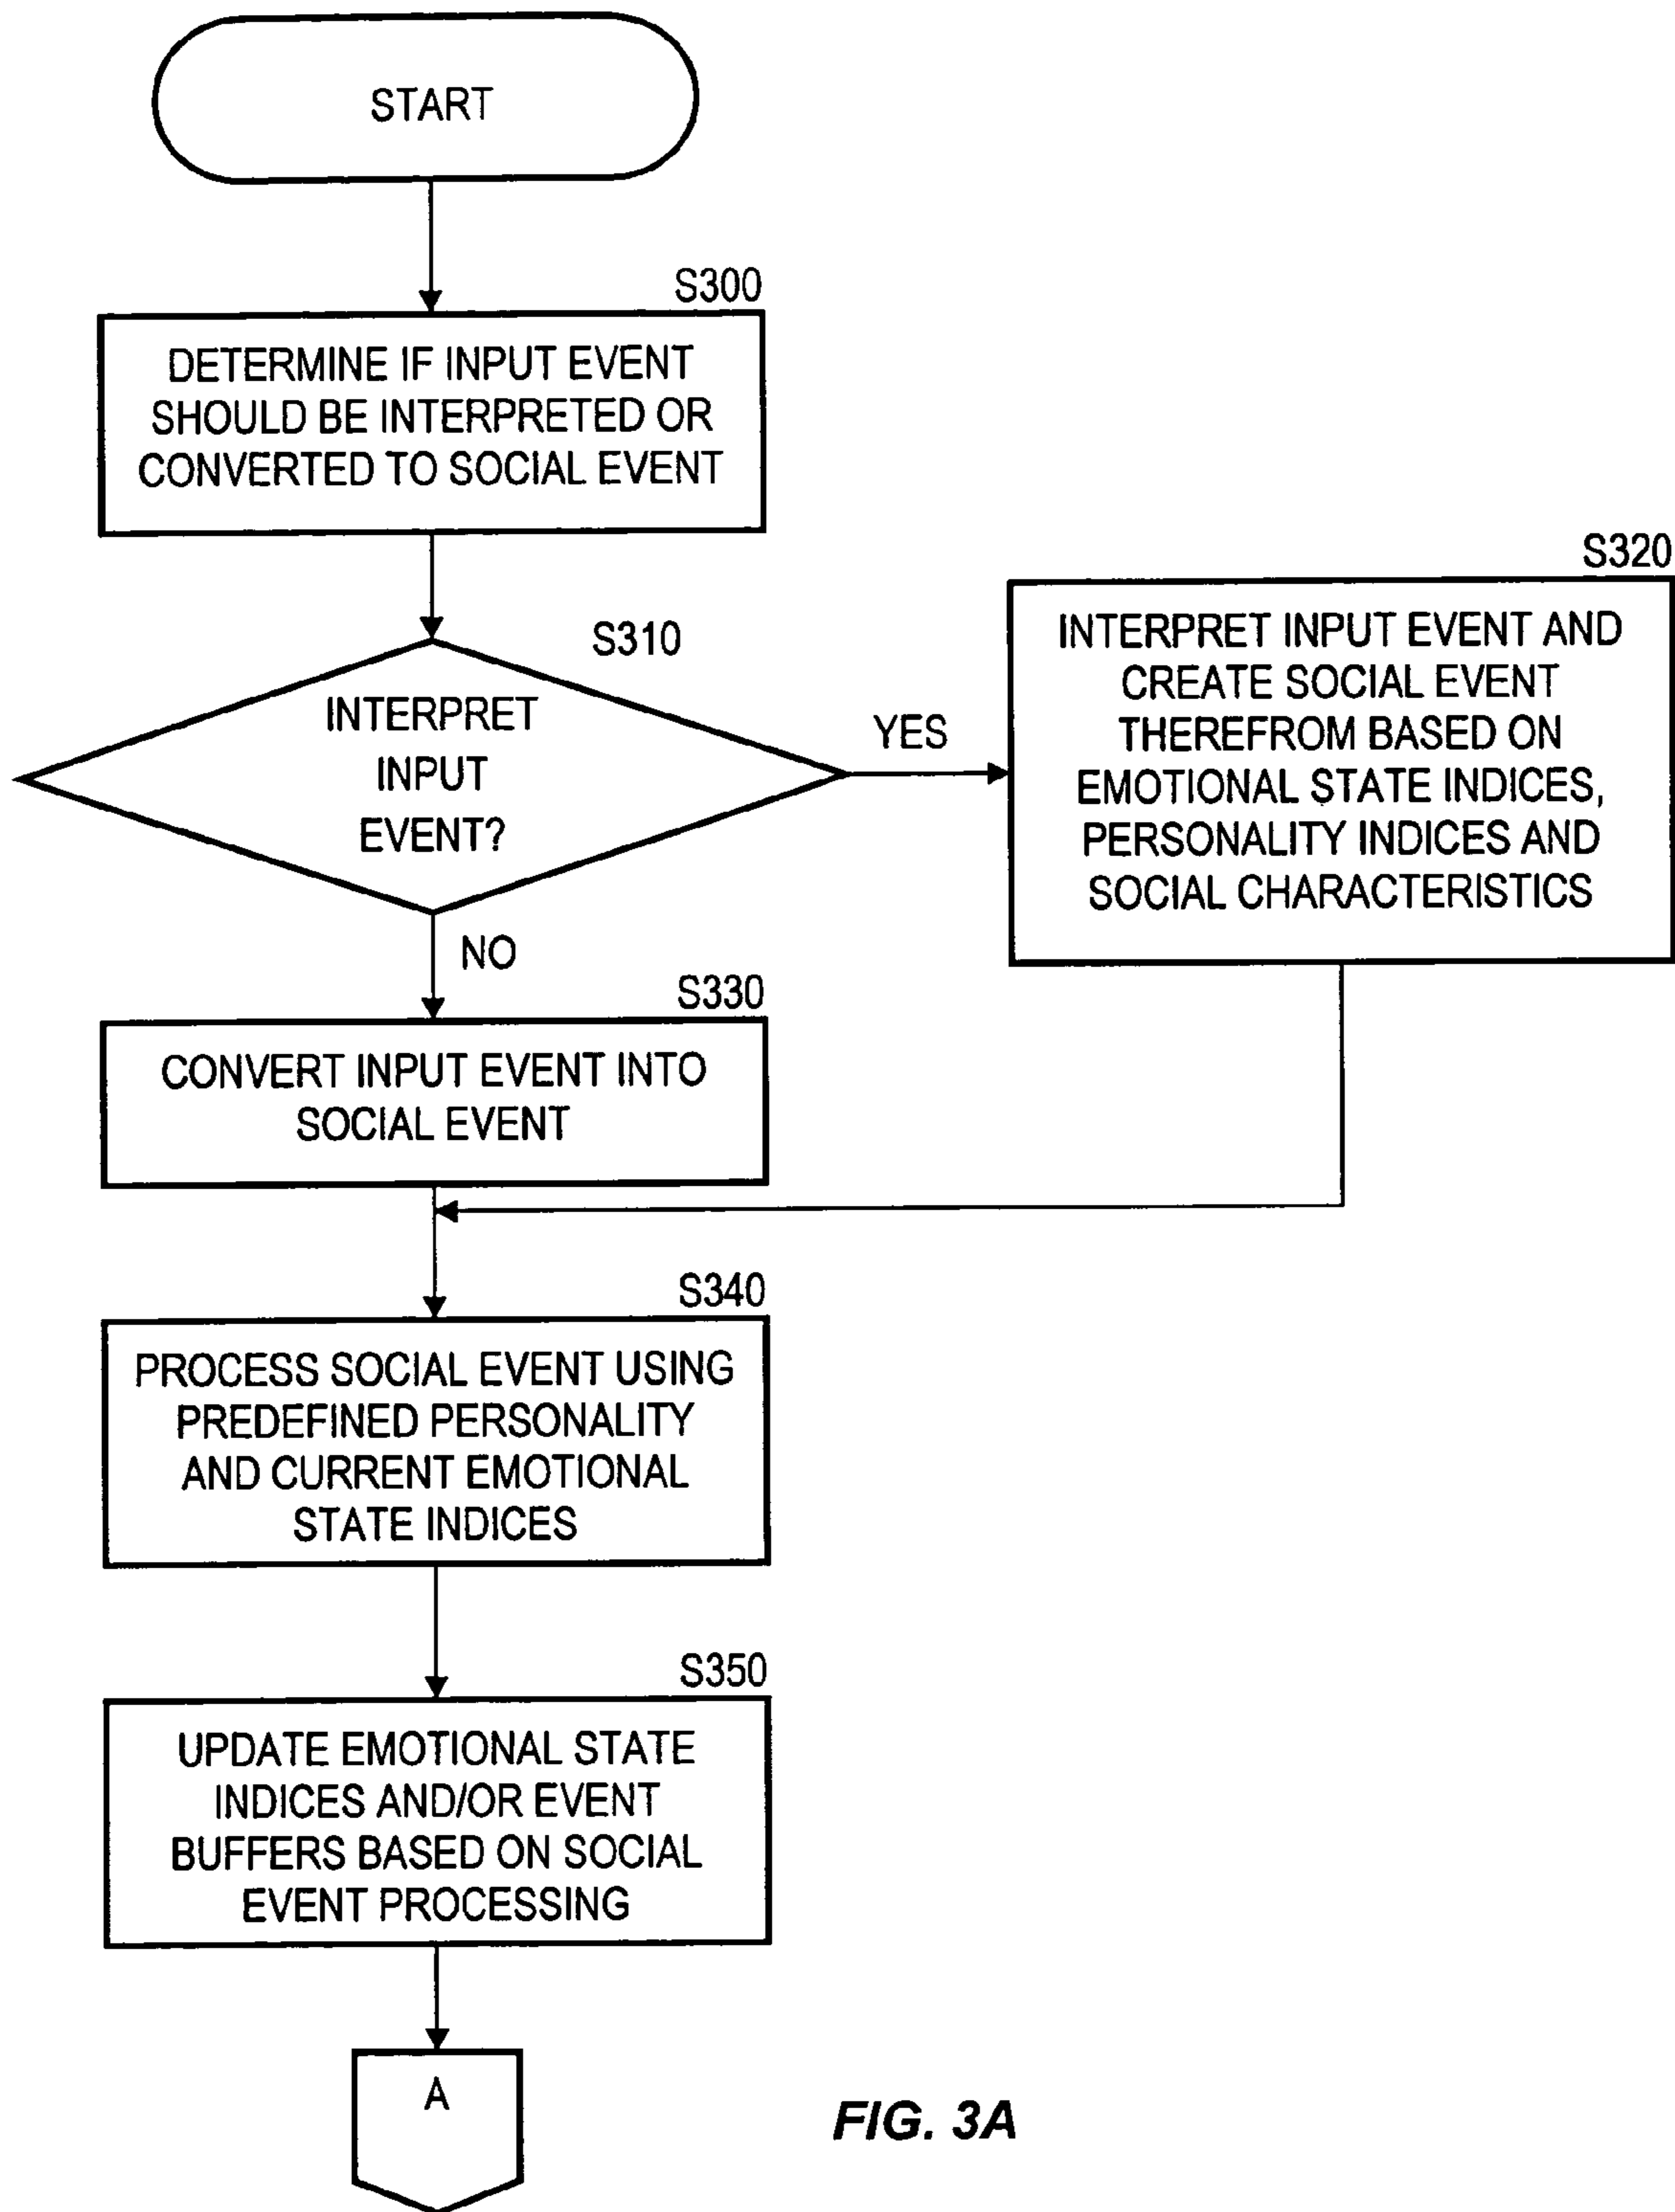 START
S300
DETERMINE IF INPUT EVENT
SHOULD BE INTERPRETED OR
CONVERTED TO SOCIAL EVENT
S310
INTERPRET
INPUT
EVENT?
YES
S320
INTERPRET INPUT EVENT AND
CREATE SOCIAL EVENT
THEREFROM BASED ON
EMOTIONAL STATE INDICES,
PERSONALITY INDICES AND
SOCIAL CHARACTERISTICS
NO
S330
CONVERT INPUT EVENT INTO
SOCIAL EVENT
S340
PROCESS SOCIAL EVENT USING
PREDEFINED PERSONALITY
AND CURRENT EMOTIONAL
STATE INDICES
S350
UPDATE EMOTIONAL STATE
INDICES AND/OR EVENT
BUFFERS BASED ON SOCIAL
EVENT PROCESSING
A
FIG. 3A